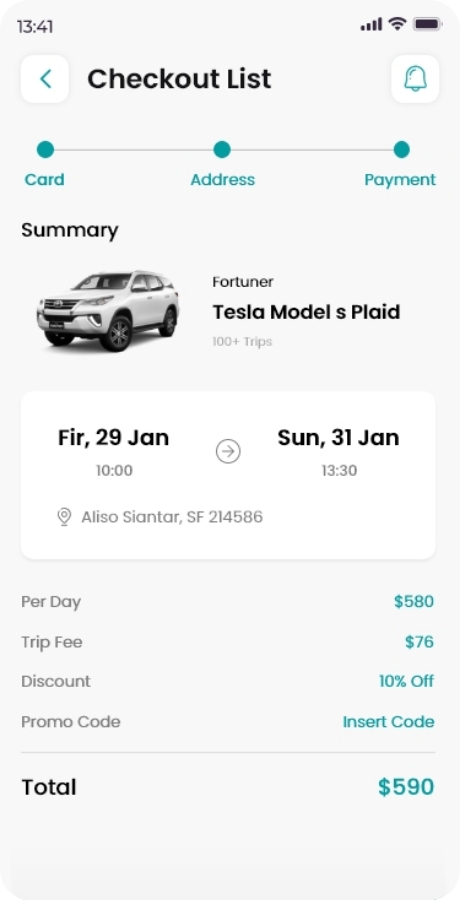 13:41
Checkout List
Card Address Payment
Summary
Fortuner
Tesla Model s Plaid
100+ Trips
Fir, 29 Jan Sun, 31 Jan
10:00 13:30
Aliso Siantar, SF 214586
Per Day $580
Trip Fee $76
Discount 10% Off
Promo Code Insert Code
Total $590